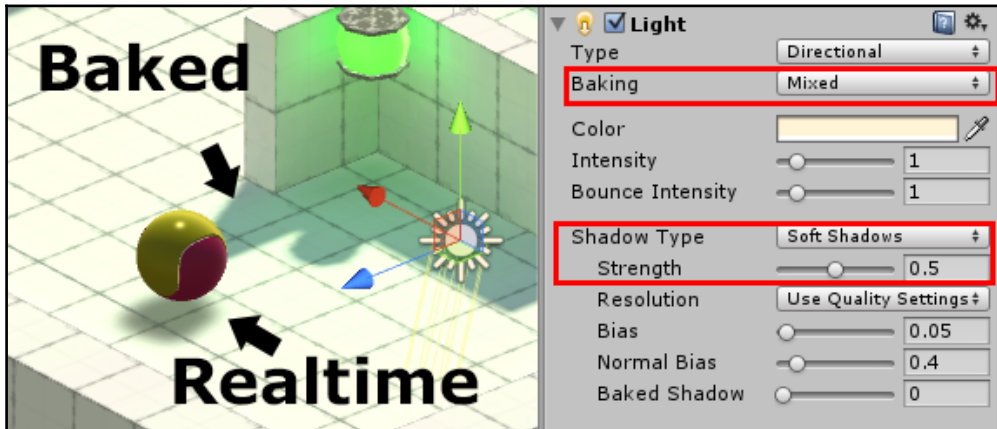 Baked
Realtime
Light
Type Directional
Baking Mixed
Color
Intensity 1
Bounce Intensity 1
Shadow Type Soft Shadows
Strength 0.5
Resolution Use Quality Settings
Bias 0.05
Normal Bias 0.4
Baked Shadow 0